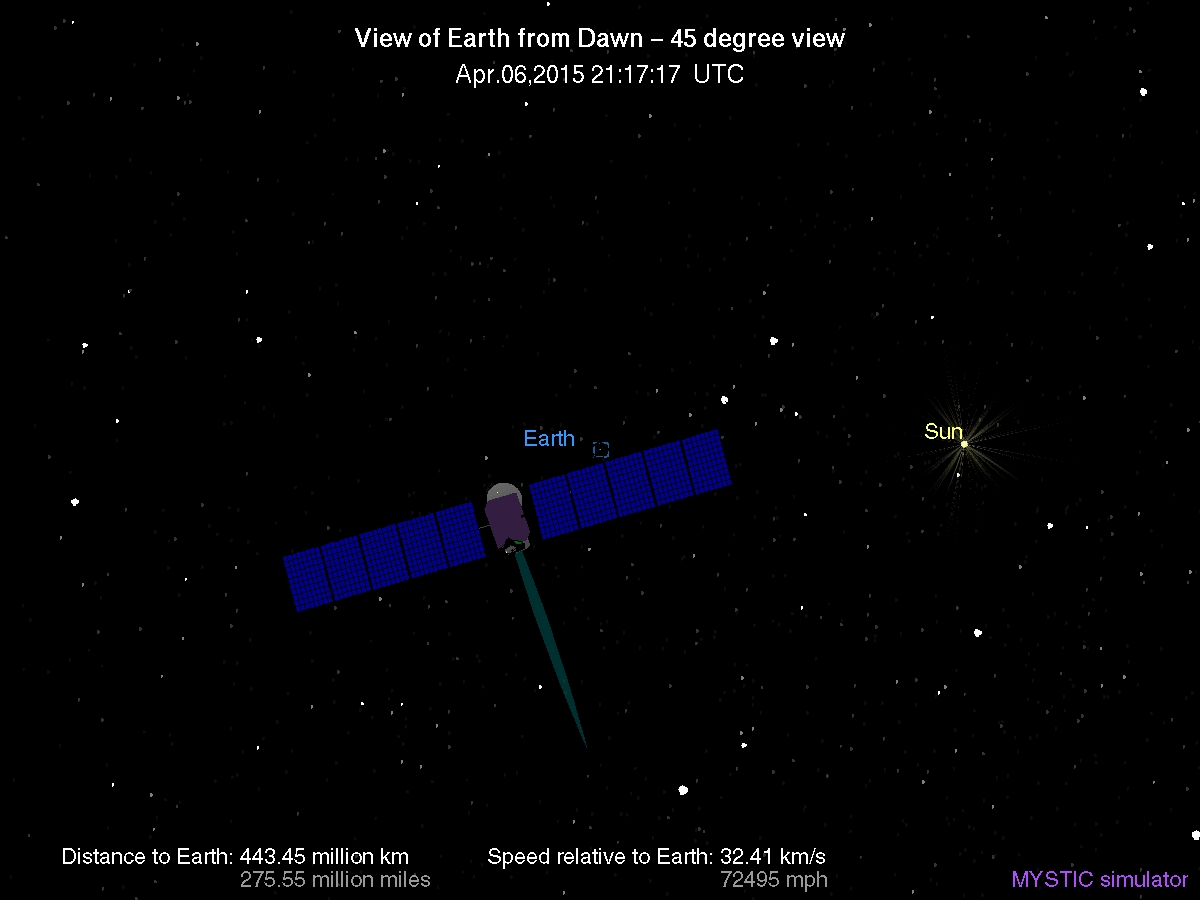 View of Earth from Dawn – 45 degree view
Apr.06,2015 21:17:17 UTC
Earth
Sun
Distance to Earth: 443.45 million km
275.55 million miles
Speed relative to Earth: 32.41 km/s
72495 mph
MYSTIC simulator